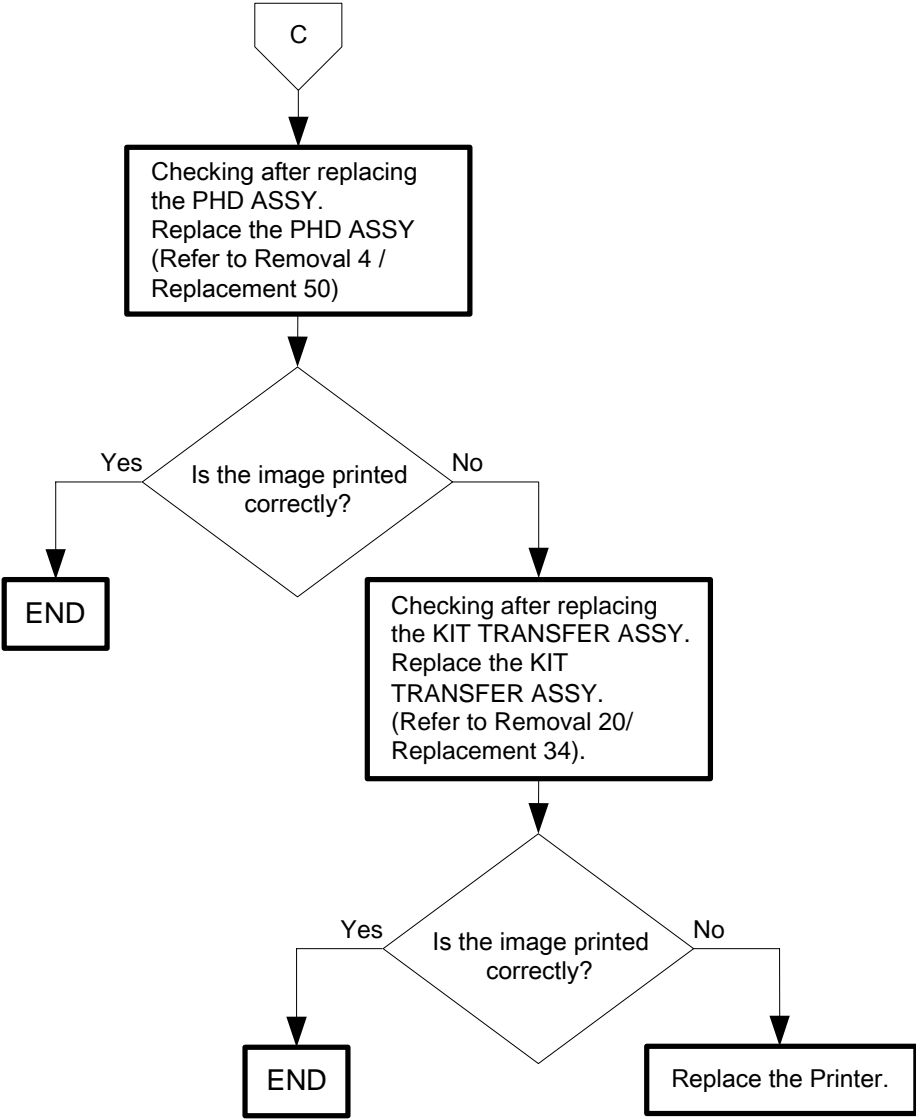 C
Checking after replacing
the PHD ASSY.
Replace the PHD ASSY
(Refer to Removal 4 /
Replacement 50)
Yes
No
Is the image printed
correctly?
END
Checking after replacing
the KIT TRANSFER ASSY.
Replace the KIT
TRANSFER ASSY.
(Refer to Removal 20/
Replacement 34).
Yes
No
Is the image printed
correctly?
END
Replace the Printer.